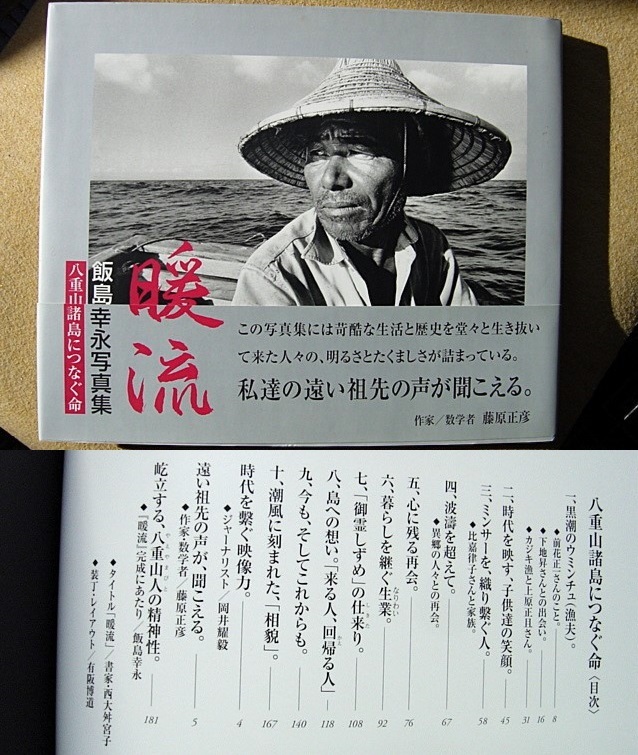 暖流
飯島幸永写真集
八重山諸島につなぐ命
この写真集には苛酷な生活と歴史を堂々と生き抜い
て来た人々の、明るさとたくましさが詰まっている。
私達の遠い祖先の声が聞こえる。
作家/数学者 藤原正彦
八重山諸島につなぐ命〈目次〉
一、黒潮のウミンチュ〈漁夫〉。
◆前花正一さんのこと。 8
◆下地昇さんとの出会い。 16
◆カジキ漁と上原正且さん。 31
二、時代を映す、子供達の笑顔。 45
三、ミンサーを、織り繋ぐ人。 58
◆比嘉律子さんと家族。
四、波濤を超えて。 67
◆異郷の人々との再会。
五、心に残る再会。 76
六、暮らしを継ぐ生業。 92
なりわい
七、「御霊しずめ」の仕来り。 108
しきた
八、島への想い。「来る人、回帰る人」 118
かえ
九、今も、そしてこれからも。 140
十、潮風に刻まれた、「相貌」。 167
時代を繋ぐ映像力。 4
◆ジャーナリスト/岡井耀毅
遠い祖先の声が、聞こえる。 5
◆作家・数学者/藤原正彦
屹立する、八重山人の精神性。 181
◆『暖流』完成にあたり/飯島幸永
◆タイトル「暖流」/書家・西大舛宮子
◆装丁・レイアウト/有阪博道